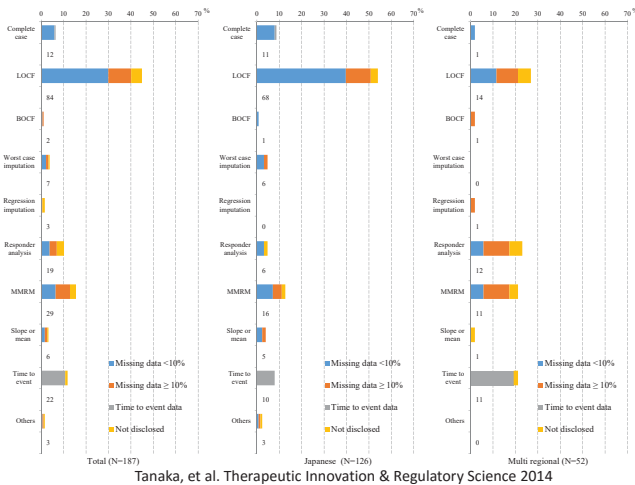 0 10 20 30 40 50 60 70 %
Complete case
12
LOCF
84
BOCF
2
Worst case imputation
7
Regression imputation
3
Responder analysis
19
MMRM
29
Slope or mean
6
Time to event
22
Others
3
Missing data <10%
Missing data ≥ 10%
Time to event data
Not disclosed
Total (N=187)
0 10 20 30 40 50 60 70 %
Complete case
11
LOCF
68
BOCF
1
Worst case imputation
6
Regression imputation
0
Responder analysis
6
MMRM
16
Slope or mean
5
Time to event
10
Others
3
Missing data <10%
Missing data ≥ 10%
Time to event data
Not disclosed
Japanese (N=126)
0 10 20 30 40 50 60 70 %
Complete case
1
LOCF
14
BOCF
1
Worst case imputation
0
Regression imputation
1
Responder analysis
12
MMRM
11
Slope or mean
1
Time to event
11
Others
0
Missing data <10%
Missing data ≥ 10%
Time to event data
Not disclosed
Multi regional (N=52)
Tanaka, et al. Therapeutic Innovation & Regulatory Science 2014